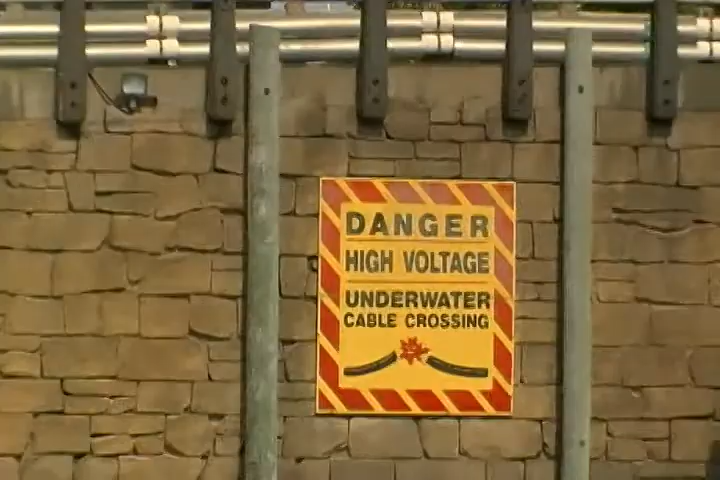 DANGER
HIGH VOLTAGE
UNDERWATER
CABLE CROSSING